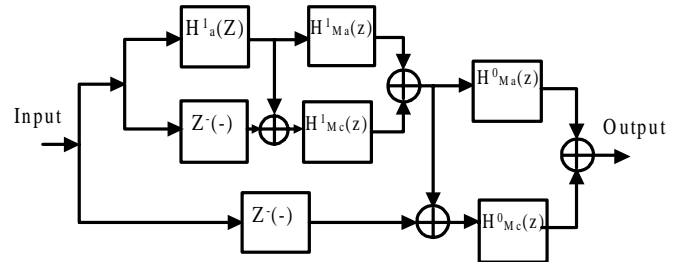 H¹ₐ(Z)
H¹Ma(z)
H⁰Ma(z)
Input
Z⁻(-)
H¹Mc(z)
Output
Z⁻(-)
H⁰Mc(z)